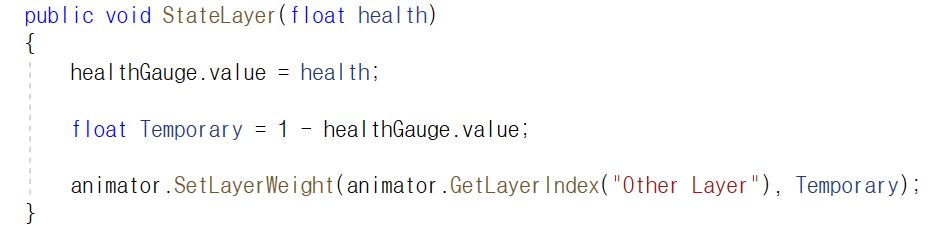 public void StateLayer(float health)
{
healthGauge.value = health;
float Temporary = 1 - healthGauge.value;
animator.SetLayerWeight(animator.GetLayerIndex("Other Layer"), Temporary);
}